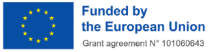 Funded by
the European Union
Grant agreement N° 101060643